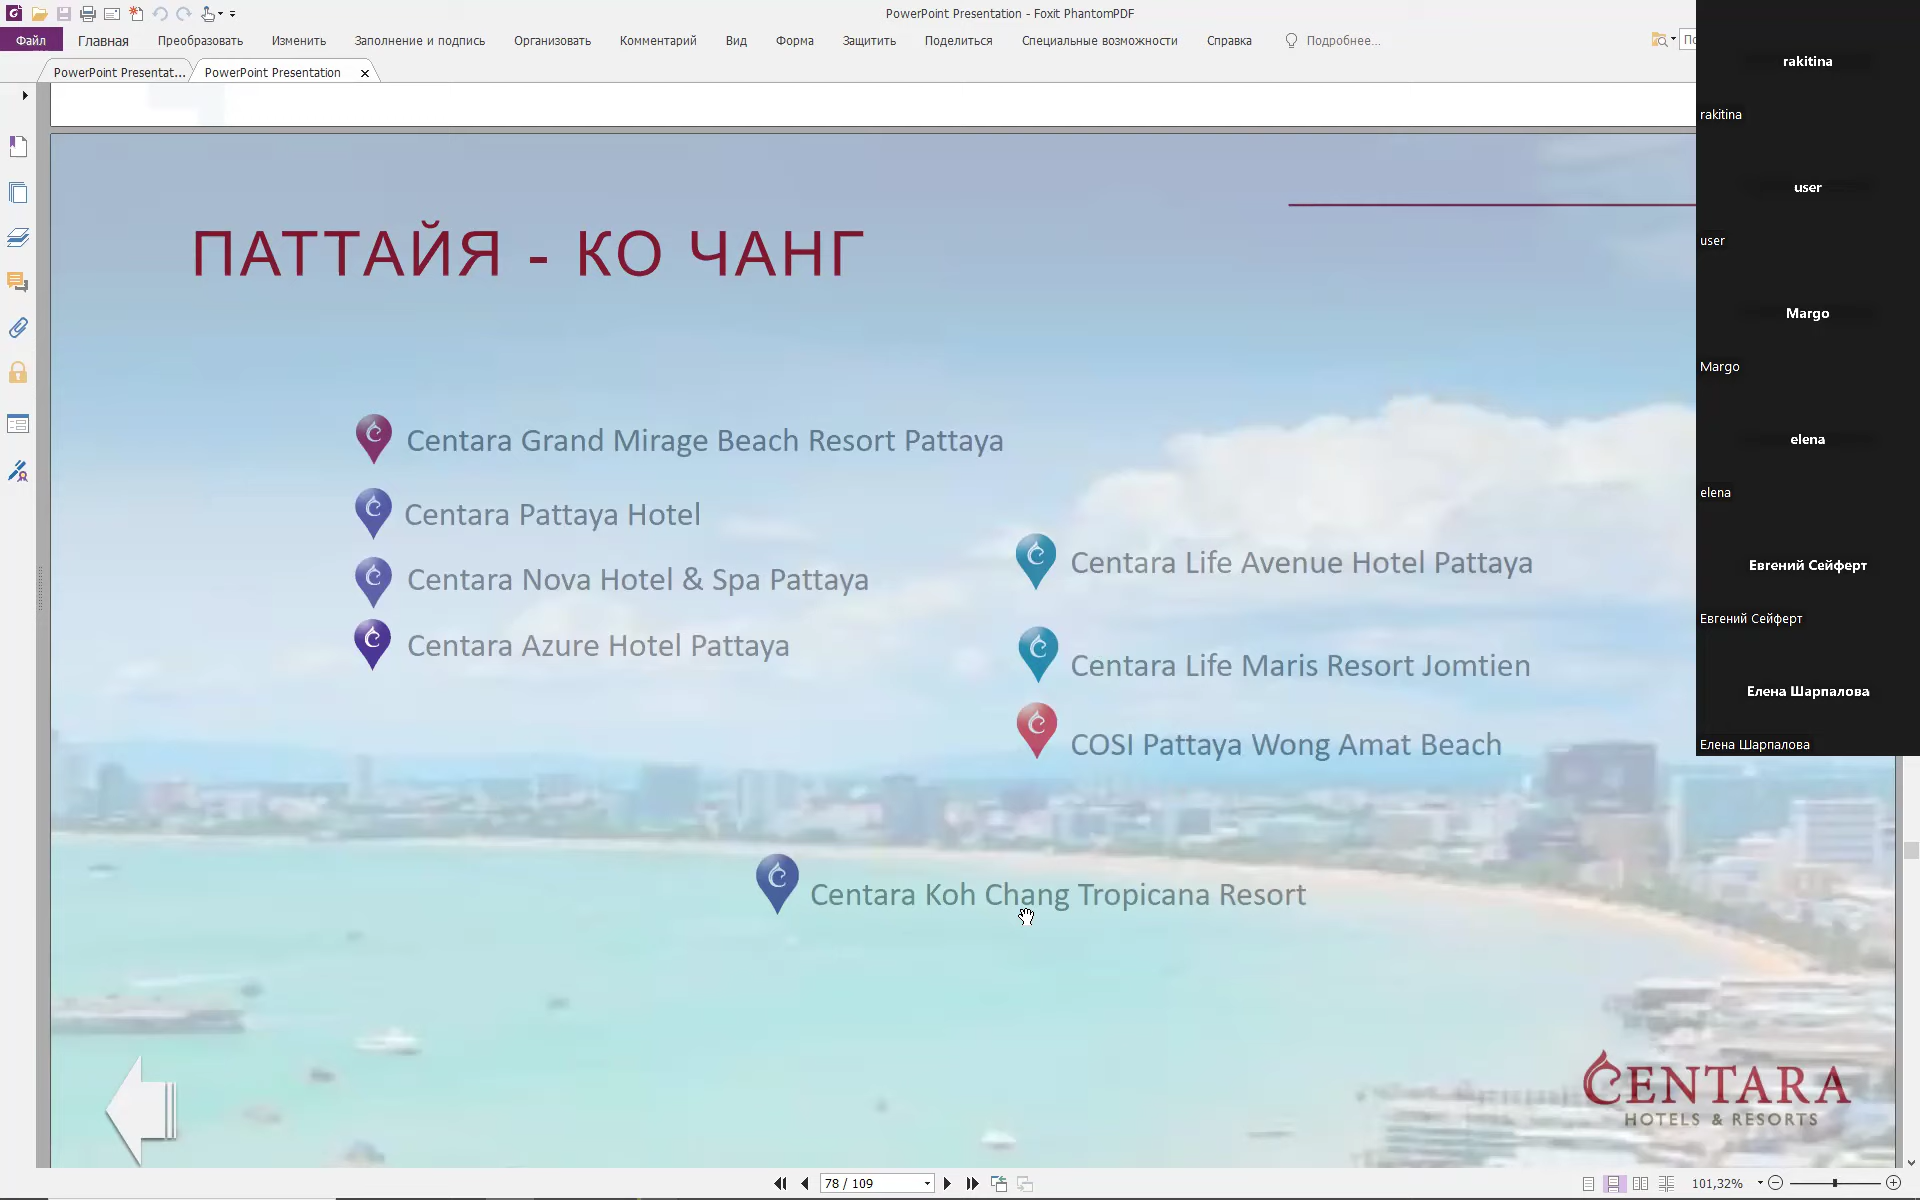 PowerPoint Presentation - Foxit PhantomPDF
Файл Главная Преобразовать Изменить Заполнение и подпись Организовать Комментарий Вид Форма Защитить Поделиться Специальные возможности Справка Подробнее...
PowerPoint Presentat... PowerPoint Presentation
ПАТТАЙЯ - КО ЧАНГ
Centara Grand Mirage Beach Resort Pattaya
Centara Pattaya Hotel
Centara Nova Hotel & Spa Pattaya
Centara Azure Hotel Pattaya
Centara Life Avenue Hotel Pattaya
Centara Life Maris Resort Jomtien
COSI Pattaya Wong Amat Beach
Centara Koh Chang Tropicana Resort
CENTARA
HOTELS & RESORTS
rakitina
rakitina
user
user
Margo
Margo
elena
elena
Евгений Сейферт
Евгений Сейферт
Елена Шарпалова
Елена Шарпалова
78 / 109
101,32%